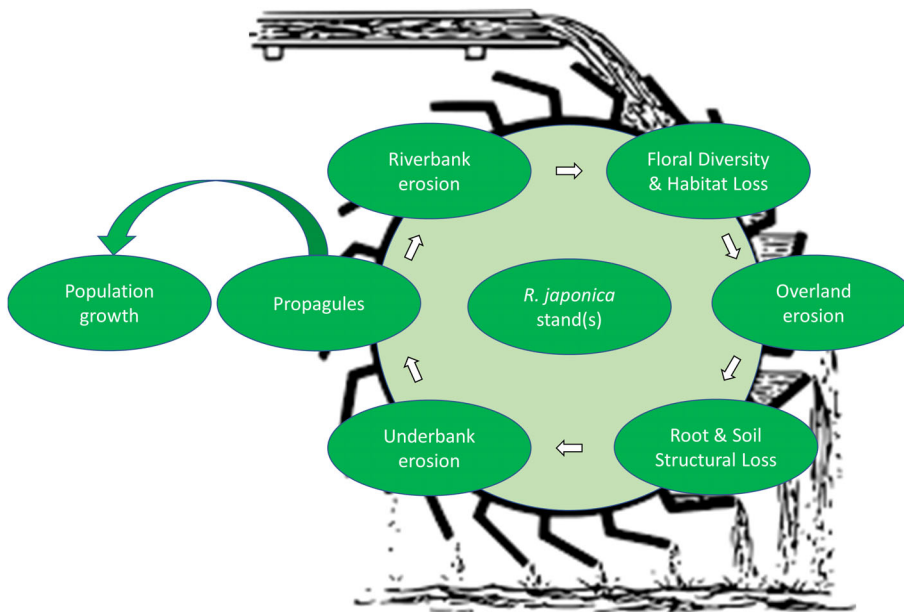 Riverbank
erosion
Floral Diversity
& Habitat Loss
Population
growth
Propagules
R. japonica
stand(s)
Overland
erosion
Underbank
erosion
Root & Soil
Structural Loss